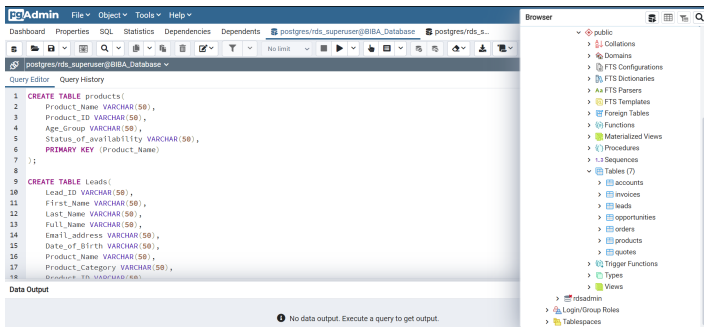 pgAdmin File Object Tools Help
Dashboard Properties SQL Statistics Dependencies Dependents postgres/rds_superuser@BIBA_Database postgres/rds_s...
No limit
postgres/rds_superuser@BIBA_Database
Query Editor Query History
1 CREATE TABLE products(
2 Product_Name VARCHAR(50),
3 Product_ID VARCHAR(50),
4 Age_Group VARCHAR(50),
5 Status_of_availability VARCHAR(50),
6 PRIMARY KEY (Product_Name)
7 );
8
9 CREATE TABLE Leads(
10 Lead_ID VARCHAR(50),
11 First_Name VARCHAR(50),
12 Last_Name VARCHAR(50),
13 Full_Name VARCHAR(50),
14 Email_address VARCHAR(50),
15 Date_of_Birth VARCHAR(50),
16 Product_Name VARCHAR(50),
17 Product_Category VARCHAR(50),
18 Product_ID VARCHAR(50)
Data Output
No data output. Execute a query to get output.
Browser
public
Collations
Domains
FTS Configurations
FTS Dictionaries
Aa FTS Parsers
FTS Templates
Foreign Tables
Functions
Materialized Views
Procedures
1..3 Sequences
Tables (7)
accounts
invoices
leads
opportunities
orders
products
quotes
Trigger Functions
Types
Views
rdsadmin
Login/Group Roles
Tablespaces